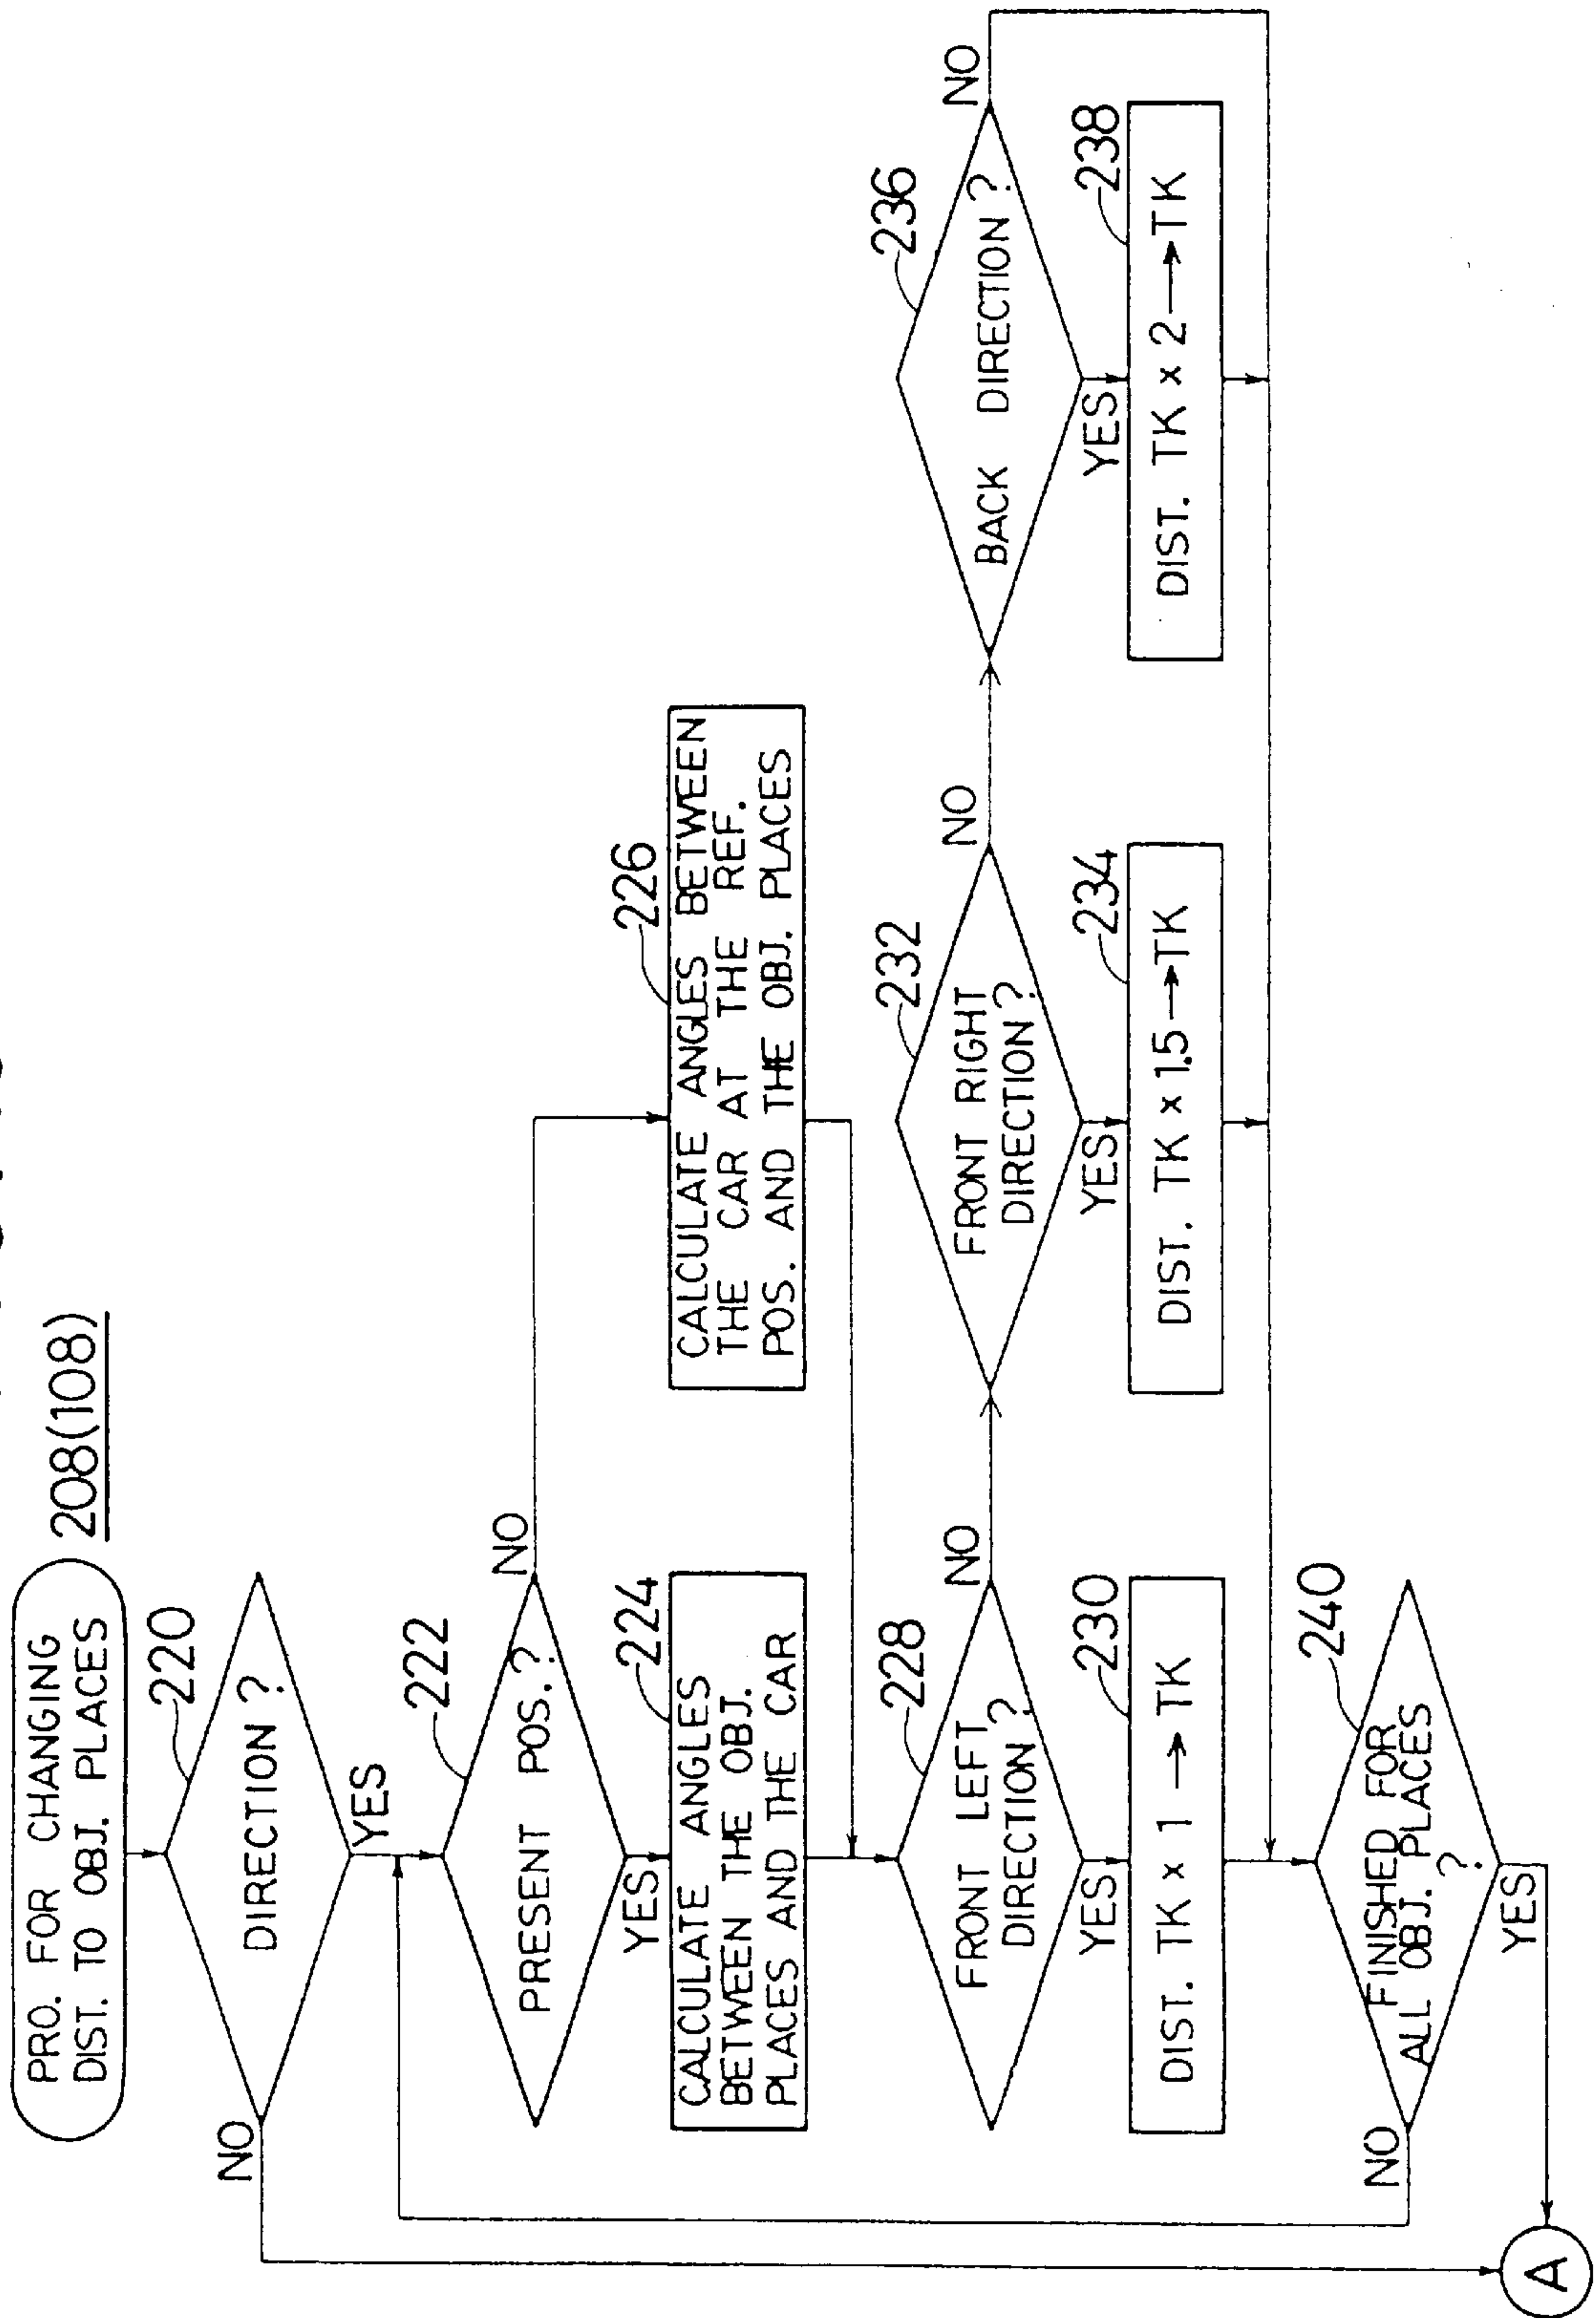 208(108)
PRO. FOR CHANGING
DIST. TO OBJ. PLACES
220
DIRECTION ?
NO
YES
222
PRESENT POS. ?
NO
YES
224
CALCULATE ANGLES
BETWEEN THE OBJ.
PLACES AND THE CAR
226
CALCULATE ANGLES BETWEEN
THE CAR AT THE REF.
POS. AND THE OBJ. PLACES
228
FRONT LEFT
DIRECTION ?
NO
YES
230
DIST. TK × 1 → TK
232
FRONT RIGHT
DIRECTION ?
NO
YES
234
DIST. TK × 1.5 → TK
236
BACK DIRECTION ?
NO
YES
238
DIST. TK × 2 → TK
240
FINISHED FOR
ALL OBJ. PLACES
?
NO
YES
A